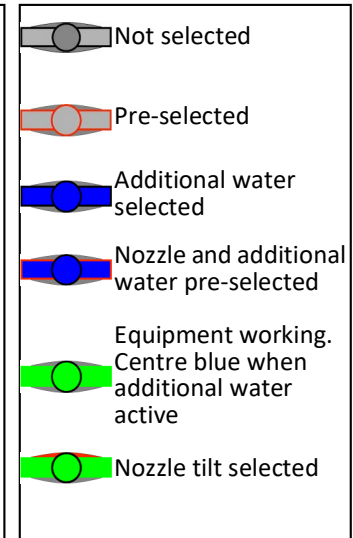 Not selected
Pre-selected
Additional water
selected
Nozzle and additional
water pre-selected
Equipment working.
Centre blue when
additional water
active
Nozzle tilt selected